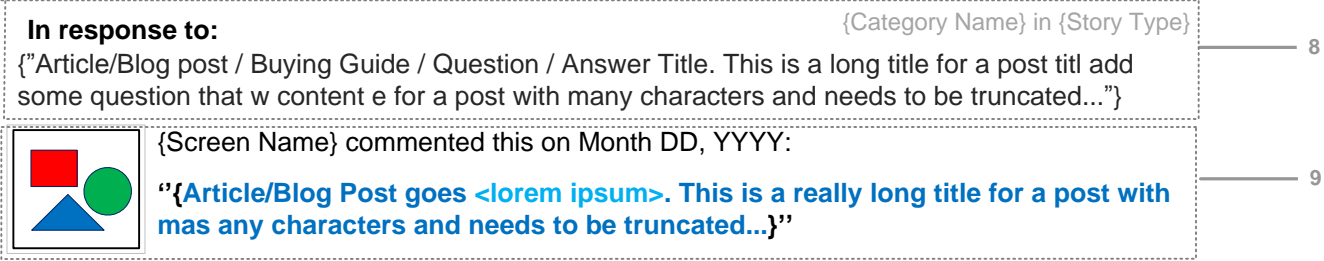 In response to:
{Category Name} in {Story Type}
{”Article/Blog post / Buying Guide / Question / Answer Title. This is a long title for a post titl add
some question that w content e for a post with many characters and needs to be truncated...”}
8
{Screen Name} commented this on Month DD, YYYY:
‘’{Article/Blog Post goes <lorem ipsum>. This is a really long title for a post with
mas any characters and needs to be truncated...}’’
9